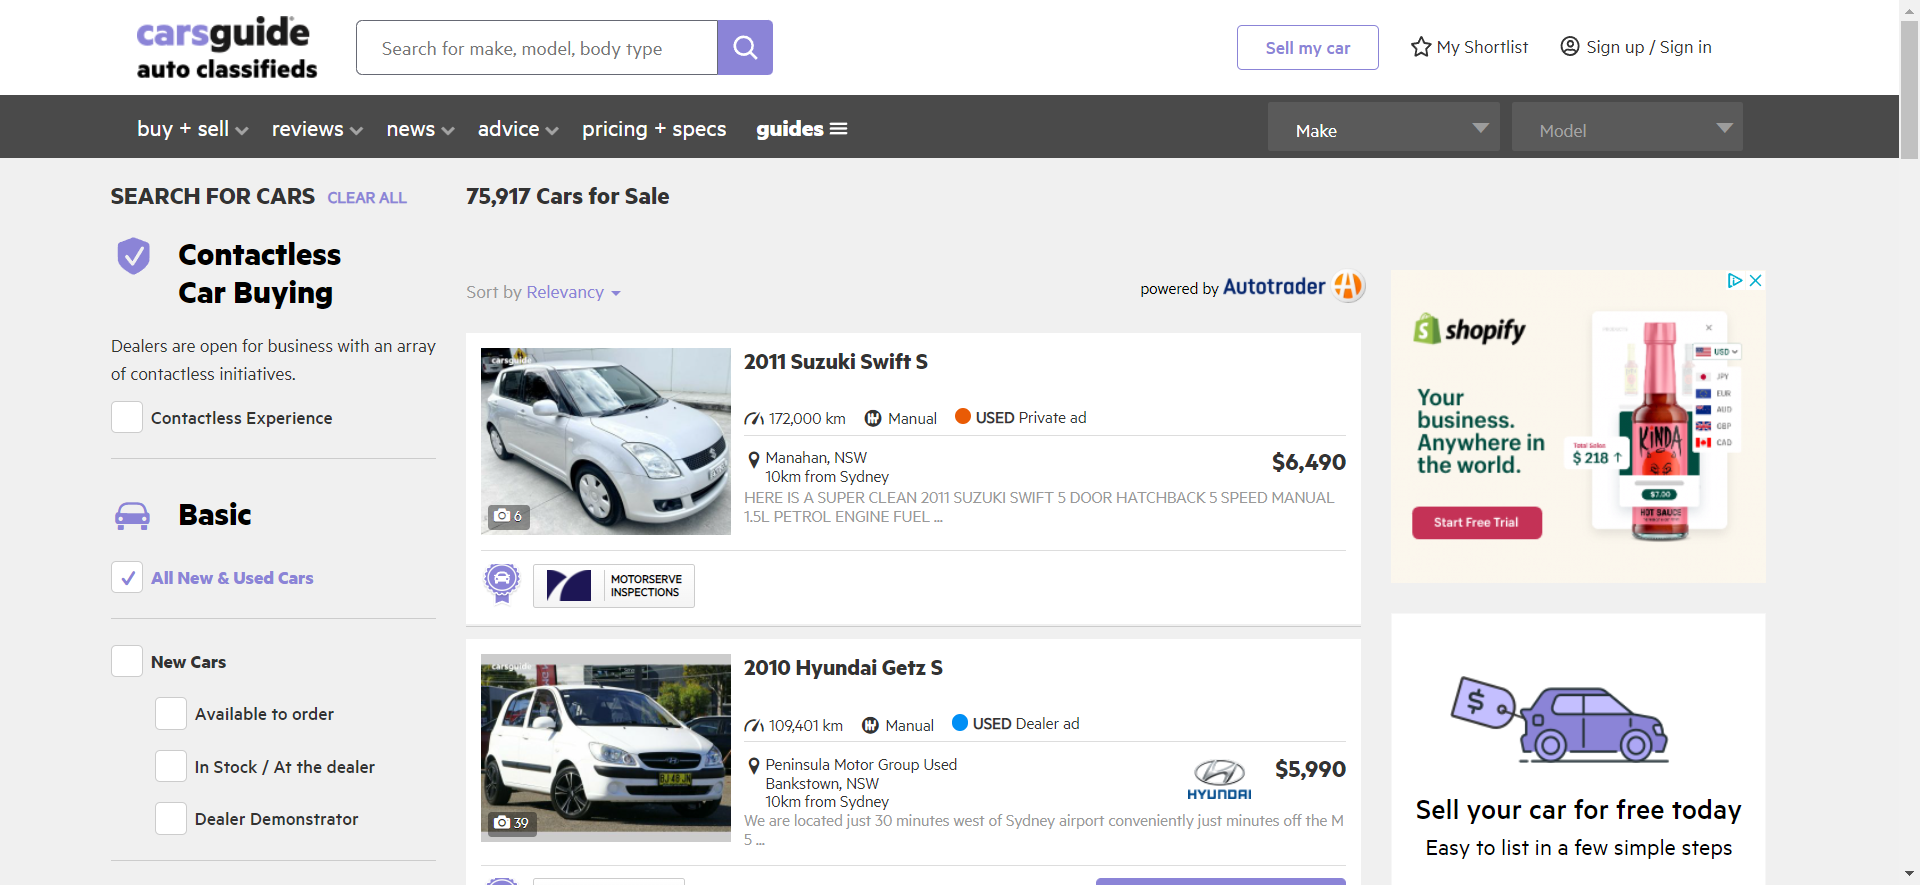 carsguide
auto classifieds
Search for make, model, body type
Sell my car
My Shortlist
Sign up / Sign in
buy + sell
reviews
news
advice
pricing + specs
guides
Make
Model
SEARCH FOR CARS CLEAR ALL
75,917 Cars for Sale
Contactless
Car Buying
Dealers are open for business with an array
of contactless initiatives.
Contactless Experience
Basic
All New & Used Cars
New Cars
Available to order
In Stock / At the dealer
Dealer Demonstrator
Sort by Relevancy
powered by Autotrader
carsguide
6
2011 Suzuki Swift S
172,000 km
Manual
USED Private ad
Manahan, NSW
10km from Sydney
$6,490
HERE IS A SUPER CLEAN 2011 SUZUKI SWIFT 5 DOOR HATCHBACK 5 SPEED MANUAL
1.5L PETROL ENGINE FUEL ...
MOTORSERVE
INSPECTIONS
carsguide
39
2010 Hyundai Getz S
109,401 km
Manual
USED Dealer ad
Peninsula Motor Group Used
Bankstown, NSW
10km from Sydney
HYUNDAI
$5,990
We are located just 30 minutes west of Sydney airport conveniently just minutes off the M
5 ...
shopify
Your
business.
Anywhere in
the world.
Start Free Trial
USD
JPY
EUR
AUD
GBP
CAD
Total Sales
$ 218
KINDA
$7.00
HOT SAUCE
$
Sell your car for free today
Easy to list in a few simple steps